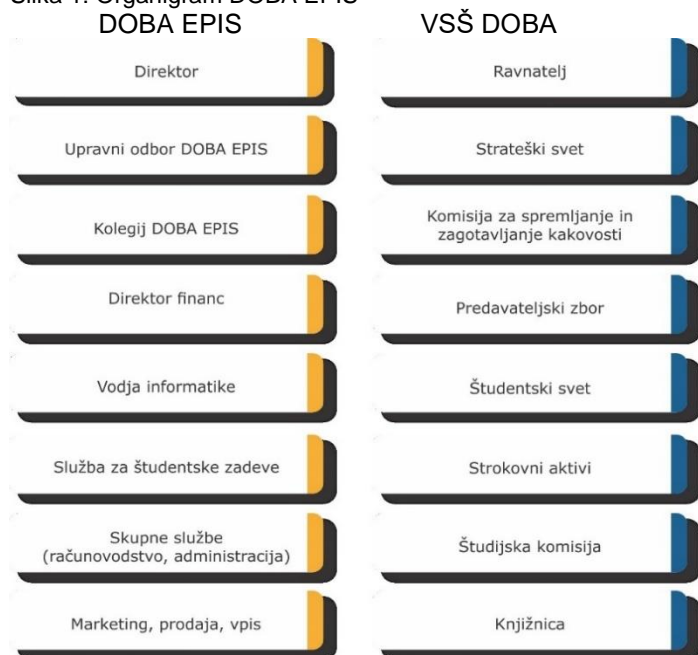 Slika 1: Organigram DOBA EPIS
DOBA EPIS
VSŠ DOBA
Direktor
Ravnatelj
Upravni odbor DOBA EPIS
Strateški svet
Kolegij DOBA EPIS
Komisija za spremljanje in
zagotavljanje kakovosti
Direktor financ
Predavateljski zbor
Vodja informatike
Študentski svet
Služba za študentske zadeve
Strokovni aktivi
Skupne službe
(računovodstvo, administracija)
Študijska komisija
Marketing, prodaja, vpis
Knjižnica